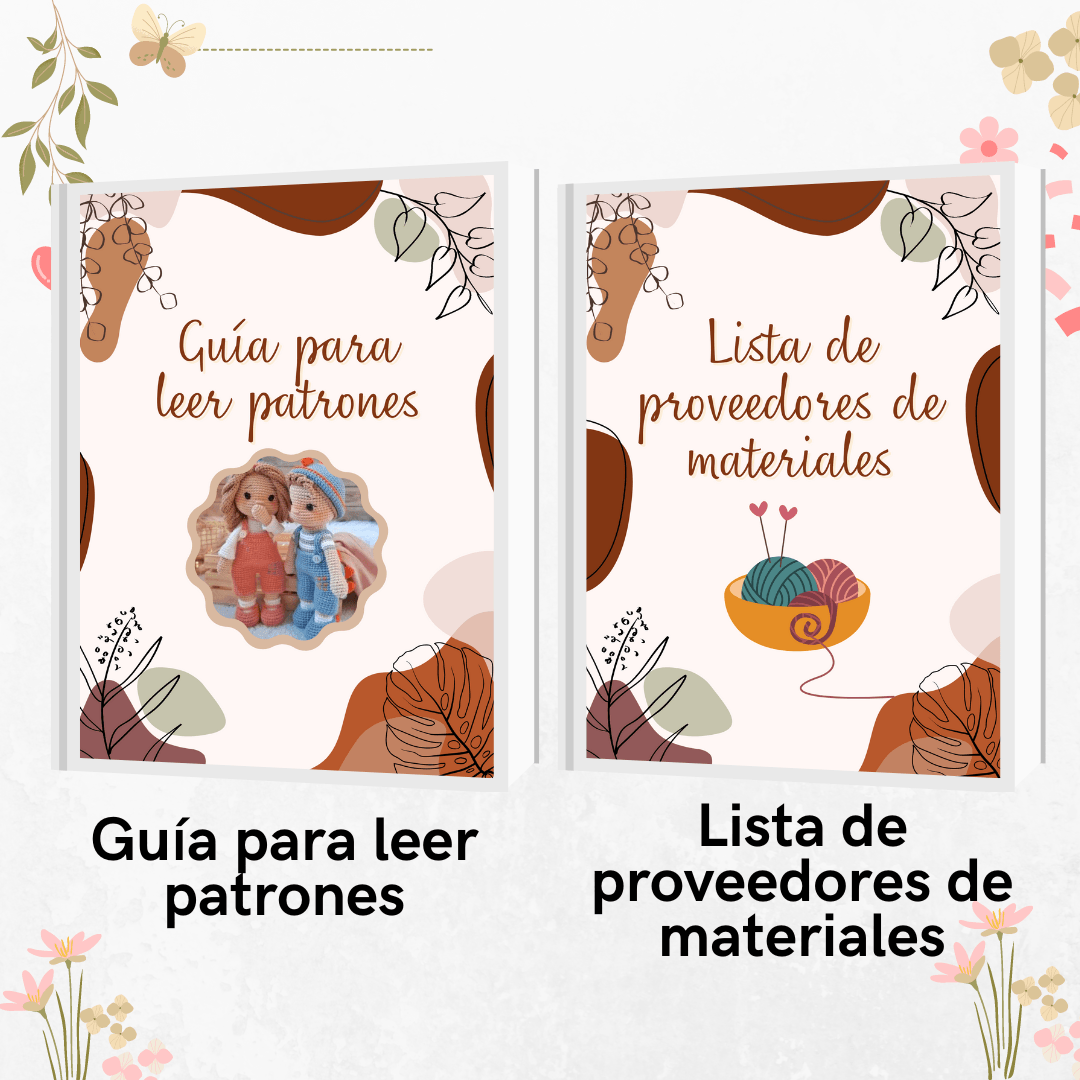 Guía para
leer patrones
Lista de
proveedores de
materiales
Guía para leer
patrones
Lista de
proveedores de
materiales